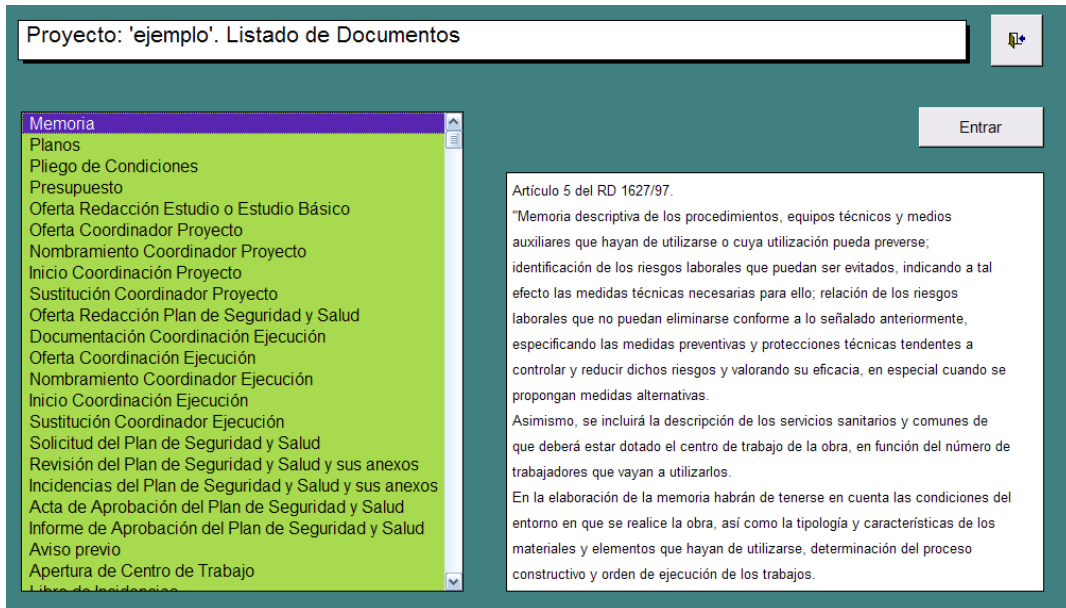 Proyecto: 'ejemplo'. Listado de Documentos
Memoria
Planos
Pliego de Condiciones
Presupuesto
Oferta Redacción Estudio o Estudio Básico
Oferta Coordinador Proyecto
Nombramiento Coordinador Proyecto
Inicio Coordinación Proyecto
Sustitución Coordinador Proyecto
Oferta Redacción Plan de Seguridad y Salud
Documentación Coordinación Ejecución
Oferta Coordinación Ejecución
Nombramiento Coordinador Ejecución
Inicio Coordinación Ejecución
Sustitución Coordinador Ejecución
Solicitud del Plan de Seguridad y Salud
Revisión del Plan de Seguridad y Salud y sus anexos
Incidencias del Plan de Seguridad y Salud y sus anexos
Acta de Aprobación del Plan de Seguridad y Salud
Informe de Aprobación del Plan de Seguridad y Salud
Aviso previo
Apertura de Centro de Trabajo
Libro de Incidencias
Entrar
Artículo 5 del RD 1627/97.
"Memoria descriptiva de los procedimientos, equipos técnicos y medios
auxiliares que hayan de utilizarse o cuya utilización pueda preverse;
identificación de los riesgos laborales que puedan ser evitados, indicando a tal
efecto las medidas técnicas necesarias para ello; relación de los riesgos
laborales que no puedan eliminarse conforme a lo señalado anteriormente,
especificando las medidas preventivas y protecciones técnicas tendentes a
controlar y reducir dichos riesgos y valorando su eficacia, en especial cuando se
propongan medidas alternativas.
Asimismo, se incluirá la descripción de los servicios sanitarios y comunes de
que deberá estar dotado el centro de trabajo de la obra, en función del número de
trabajadores que vayan a utilizarlos.
En la elaboración de la memoria habrán de tenerse en cuenta las condiciones del
entorno en que se realice la obra, así como la tipología y características de los
materiales y elementos que hayan de utilizarse, determinación del proceso
constructivo y orden de ejecución de los trabajos.